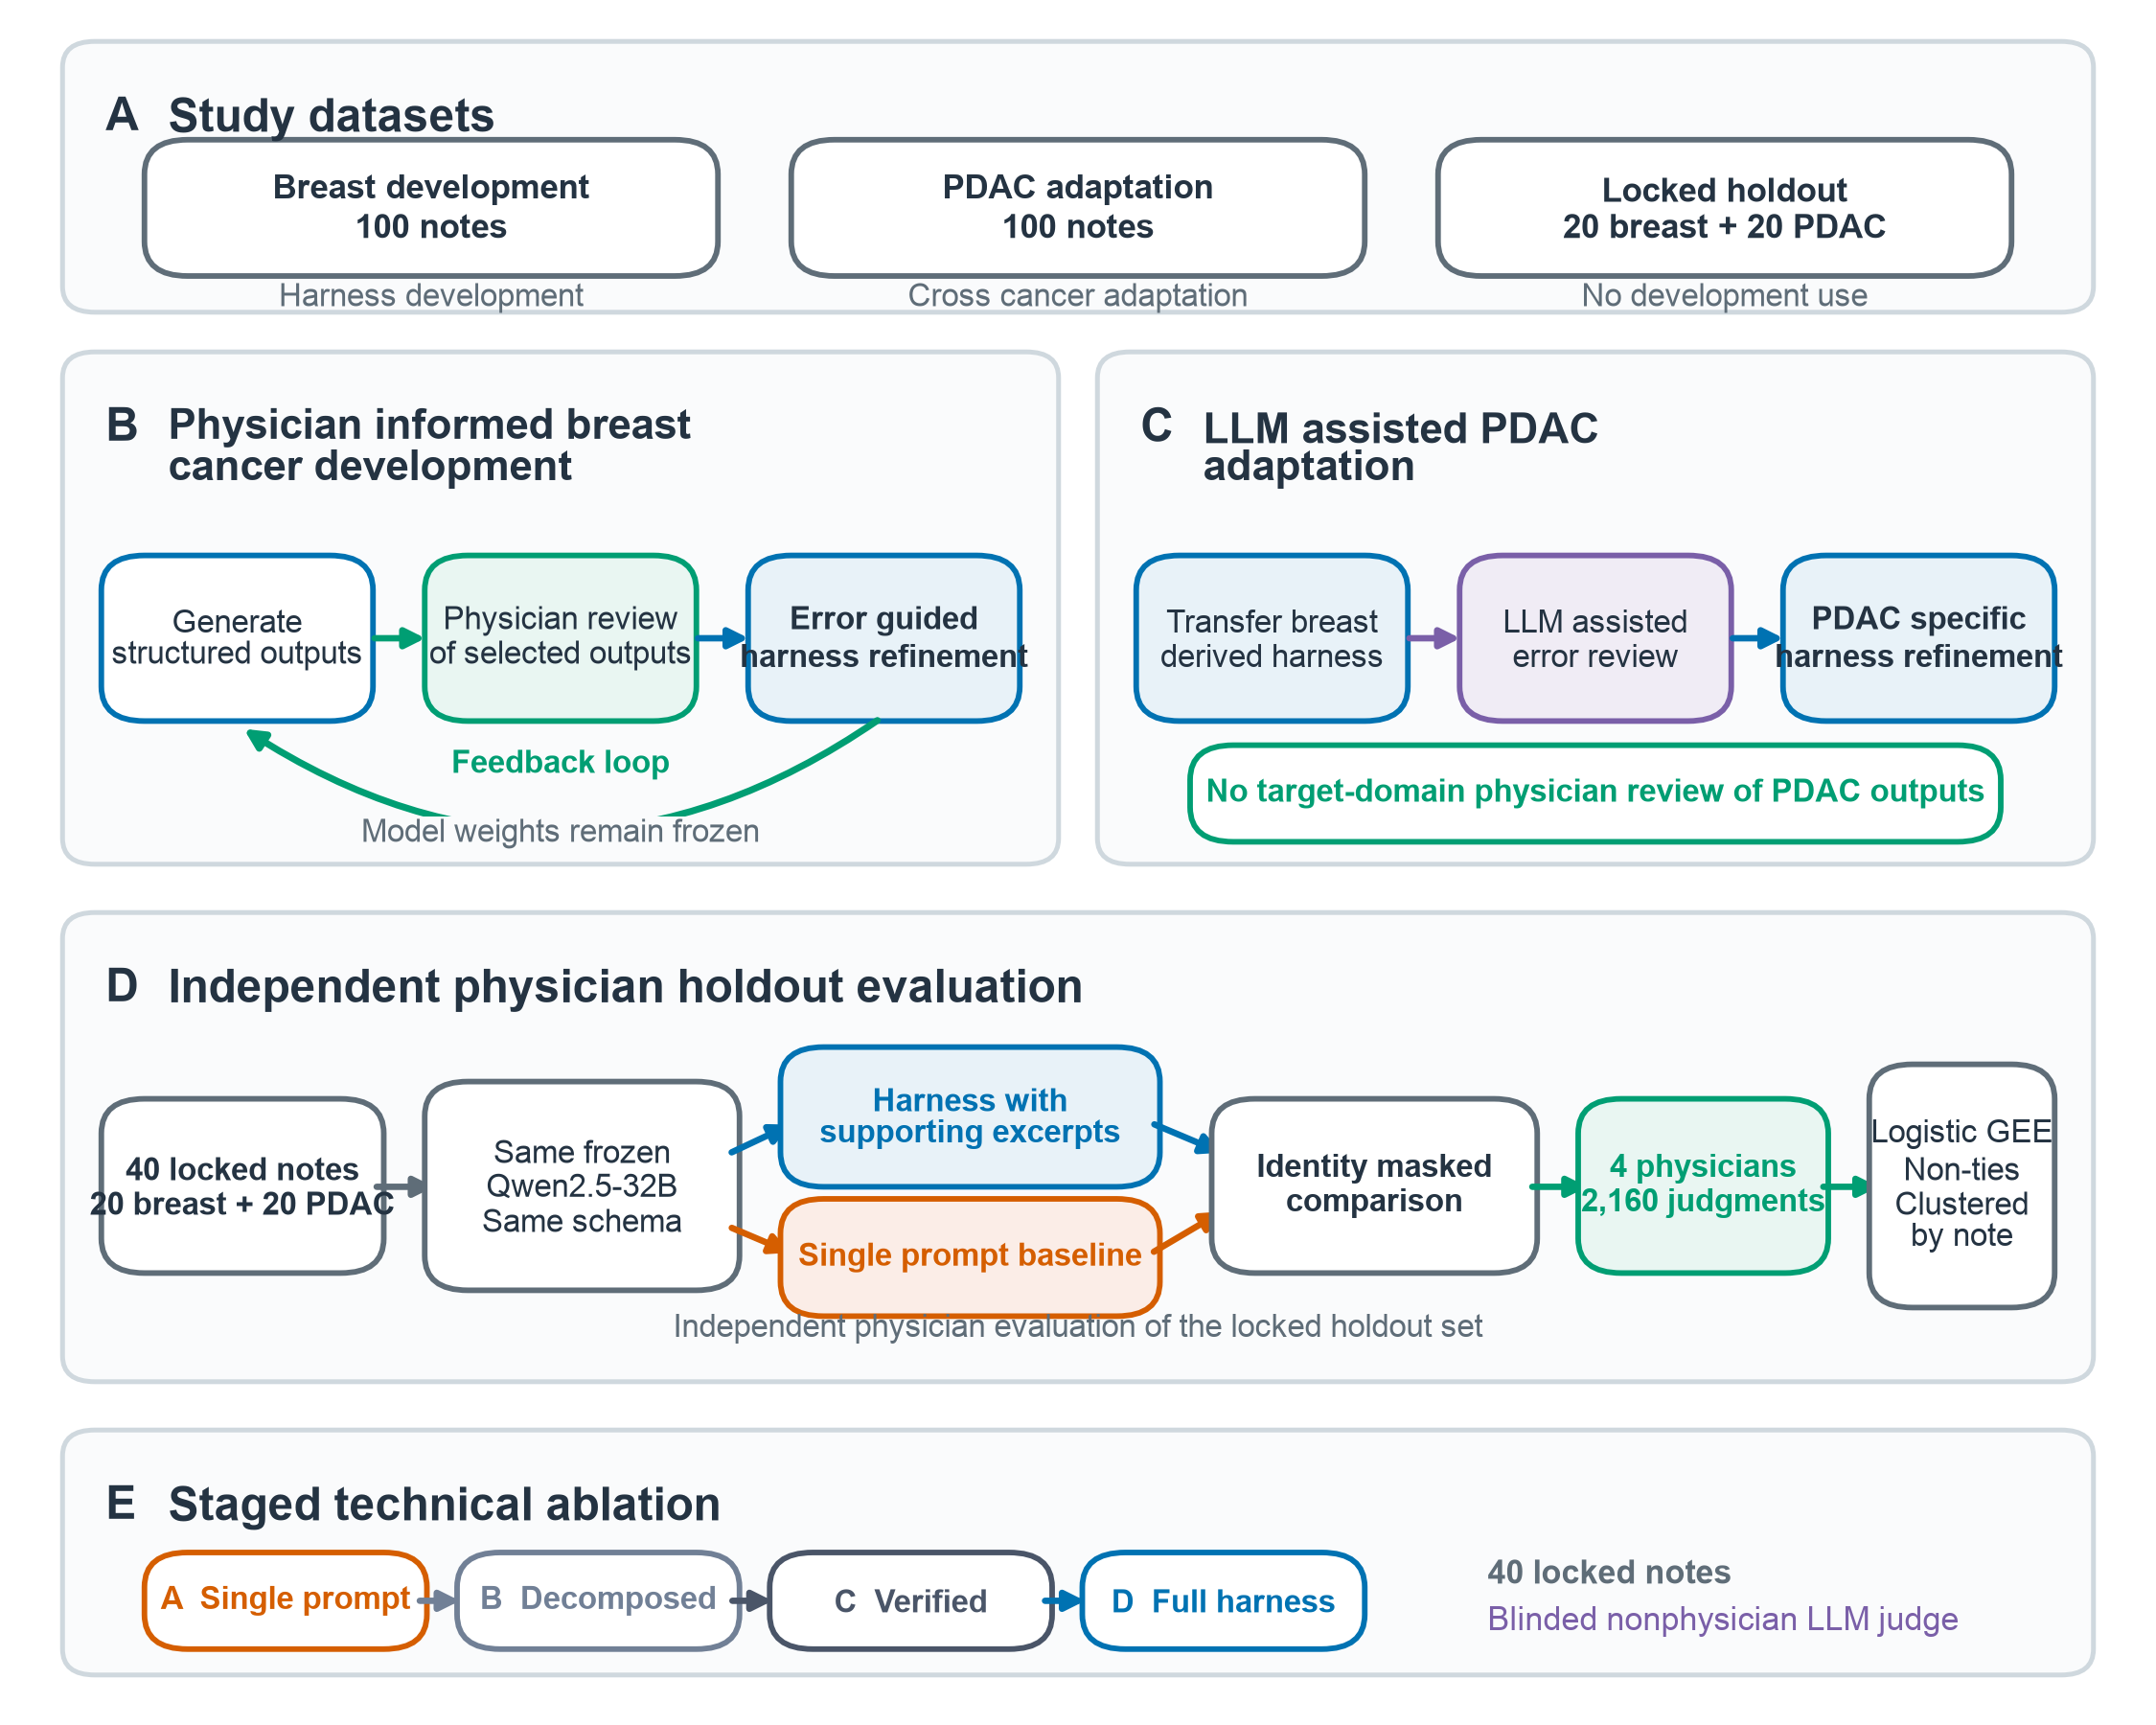 A Study datasets
Breast development
100 notes
Harness development
PDAC adaptation
100 notes
Cross cancer adaptation
Locked holdout
20 breast + 20 PDAC
No development use
B Physician informed breast
cancer development
Generate
structured outputs
Physician review
of selected outputs
Error guided
harness refinement
Feedback loop
Model weights remain frozen
C LLM assisted PDAC
adaptation
Transfer breast
derived harness
LLM assisted
error review
PDAC specific
harness refinement
No target-domain physician review of PDAC outputs
D Independent physician holdout evaluation
40 locked notes
20 breast + 20 PDAC
Same frozen
Qwen2.5-32B
Same schema
Harness with
supporting excerpts
Single prompt baseline
Identity masked
comparison
4 physicians
2,160 judgments
Logistic GEE
Non-ties
Clustered
by note
Independent physician evaluation of the locked holdout set
E Staged technical ablation
A Single prompt
B Decomposed
C Verified
D Full harness
40 locked notes
Blinded nonphysician LLM judge